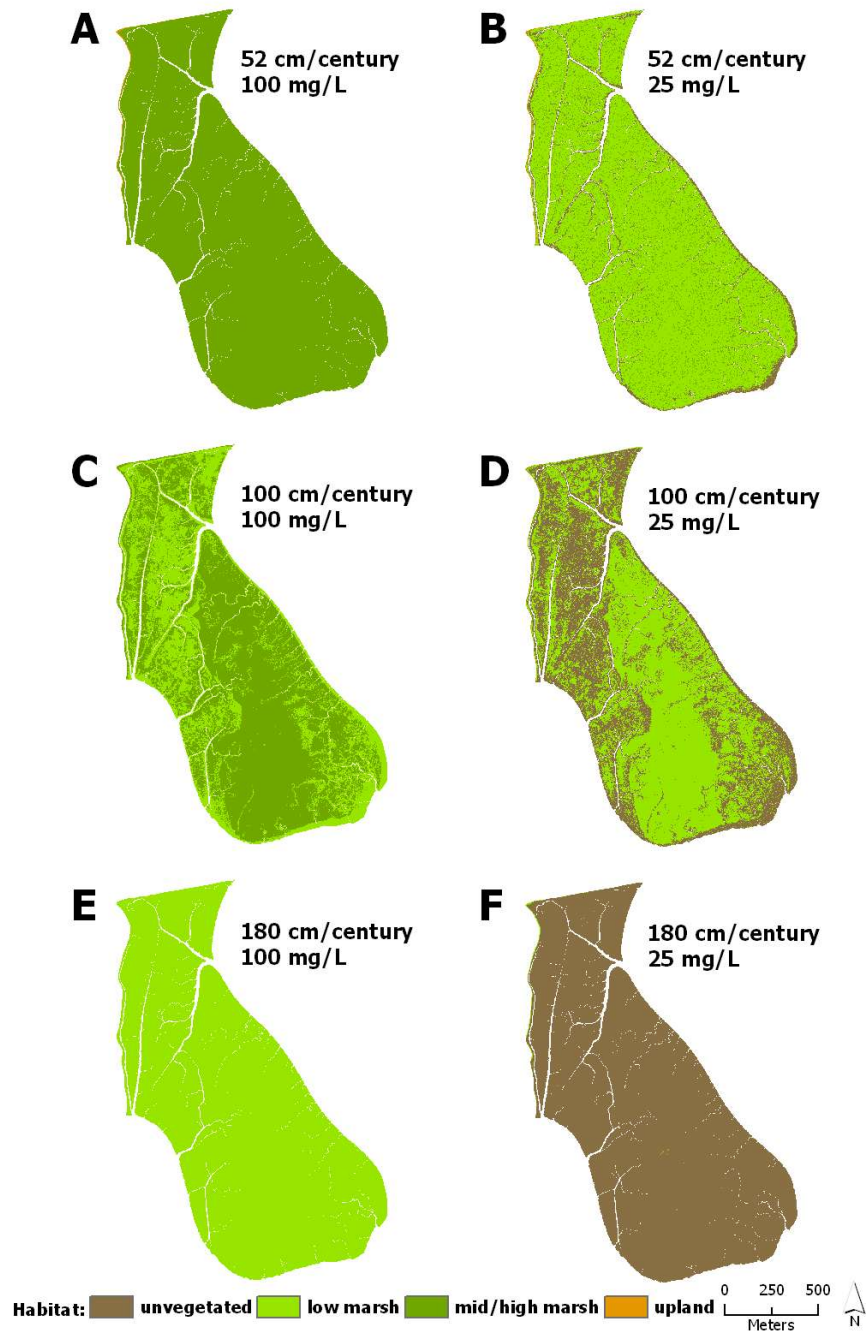 A
52 cm/century
100 mg/L
B
52 cm/century
25 mg/L
C
100 cm/century
100 mg/L
D
100 cm/century
25 mg/L
E
180 cm/century
100 mg/L
F
180 cm/century
25 mg/L
Habitat: unvegetated low marsh mid/high marsh upland
0 250 500
Meters
N